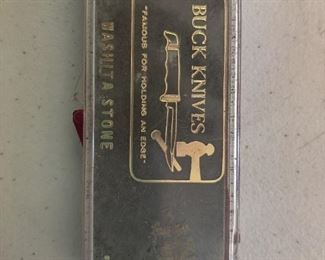 BUCK KNIVES
"FAMOUS FOR HOLDING AN EDGE"
WASHITA STONE